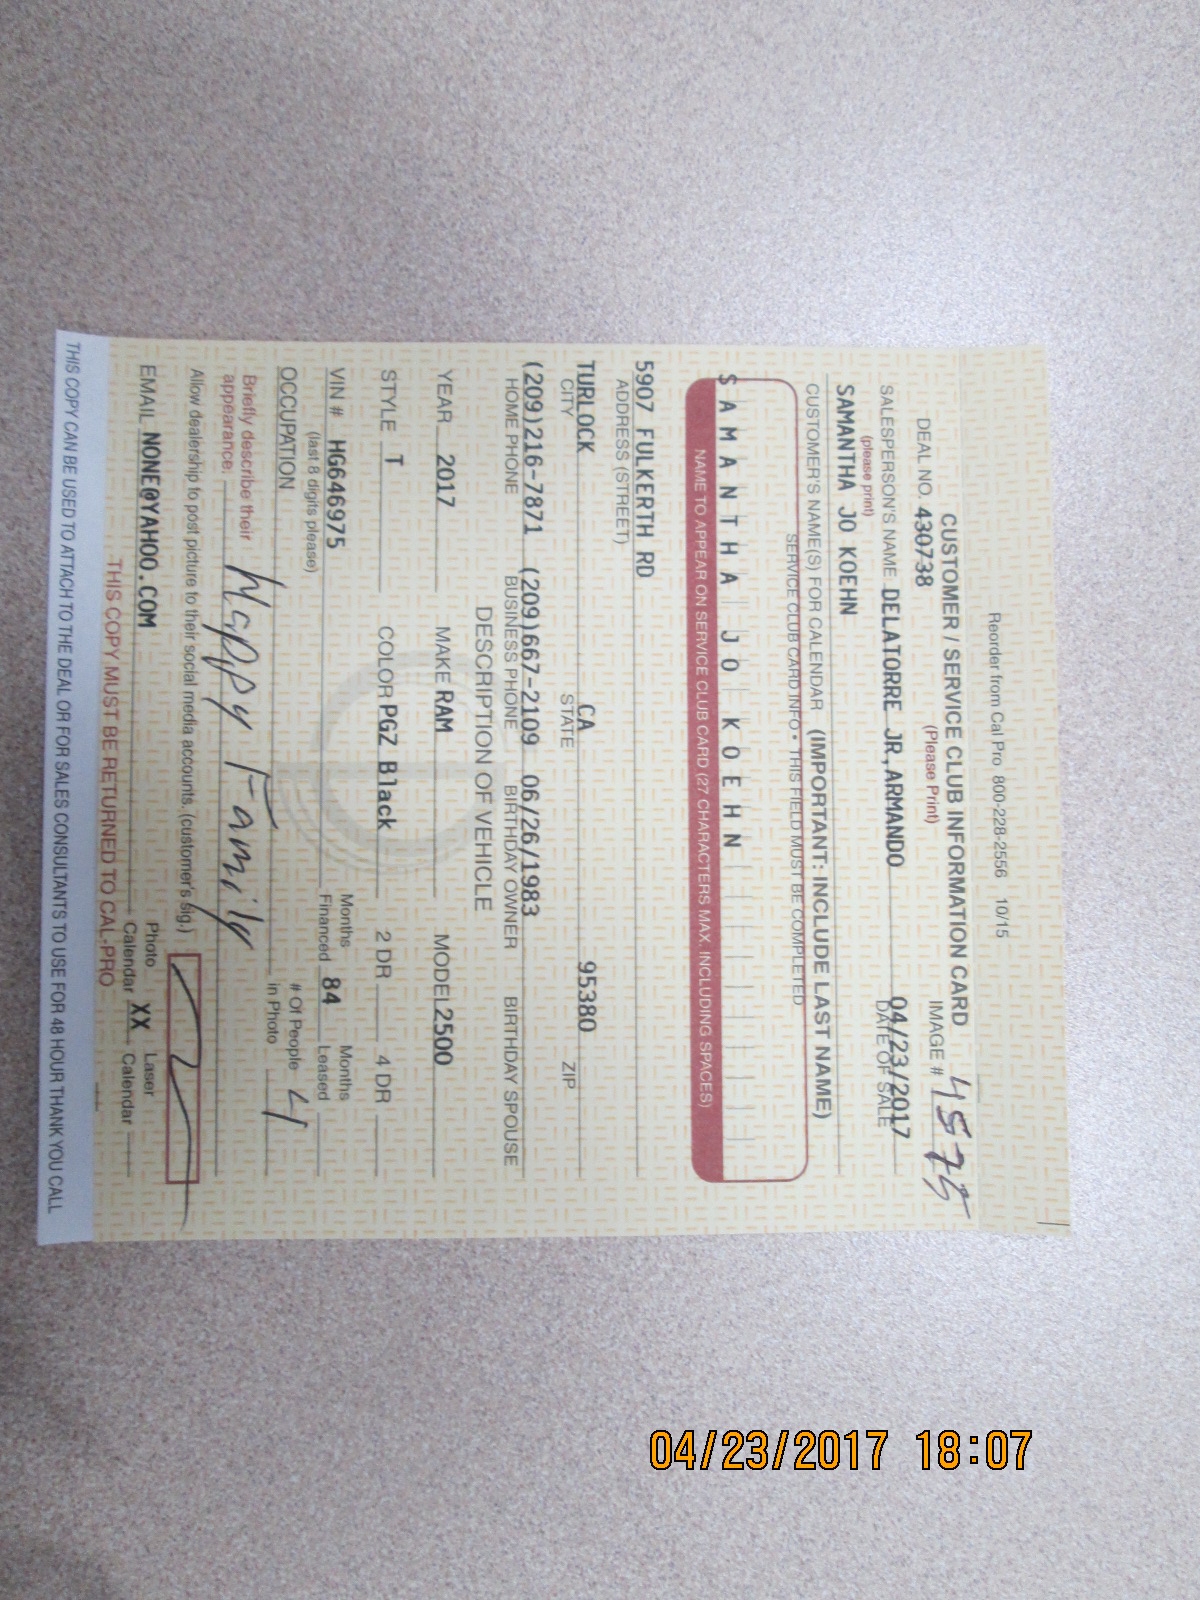 Reorder from Cal Pro 800-228-2556 10/15
CUSTOMER / SERVICE CLUB INFORMATION CARD
(Please Print) IMAGE # 4575
DEAL NO. 430738
SALESPERSON'S NAME DELATORRE JR,ARMANDO 04/23/2017
(please print) DATE OF SALE
SAMANTHA JO KOEHN
CUSTOMER'S NAME(S) FOR CALENDAR (IMPORTANT: INCLUDE LAST NAME)
SERVICE CLUB CARD INFO • THIS FIELD MUST BE COMPLETED
SAMANTHA JO KOEHN
NAME TO APPEAR ON SERVICE CLUB CARD (27 CHARACTERS MAX. INCLUDING SPACES)
5907 FULKERTH RD
ADDRESS (STREET)
TURLOCK CA 95380
CITY STATE ZIP
(209)216-7871 (209)667-2109 06/26/1983
HOME PHONE BUSINESS PHONE BIRTHDAY OWNER BIRTHDAY SPOUSE
DESCRIPTION OF VEHICLE
YEAR 2017 MAKE RAM MODEL 2500
STYLE T COLOR PGZ Black 2 DR 4 DR
VIN # HG646975 Months Financed 84 Months Leased
(last 8 digits please)
OCCUPATION # Of People in Photo 4
Briefly describe their appearance: Happy Family
Allow dealership to post picture to their social media accounts. (customer's sig.)
EMAIL NONE@YAHOO.COM Photo Calendar XX Laser Calendar
THIS COPY MUST BE RETURNED TO CAL-PRO
THIS COPY CAN BE USED TO ATTACH TO THE DEAL OR FOR SALES CONSULTANTS TO USE FOR 48 HOUR THANK YOU CALL
04/23/2017 18:07